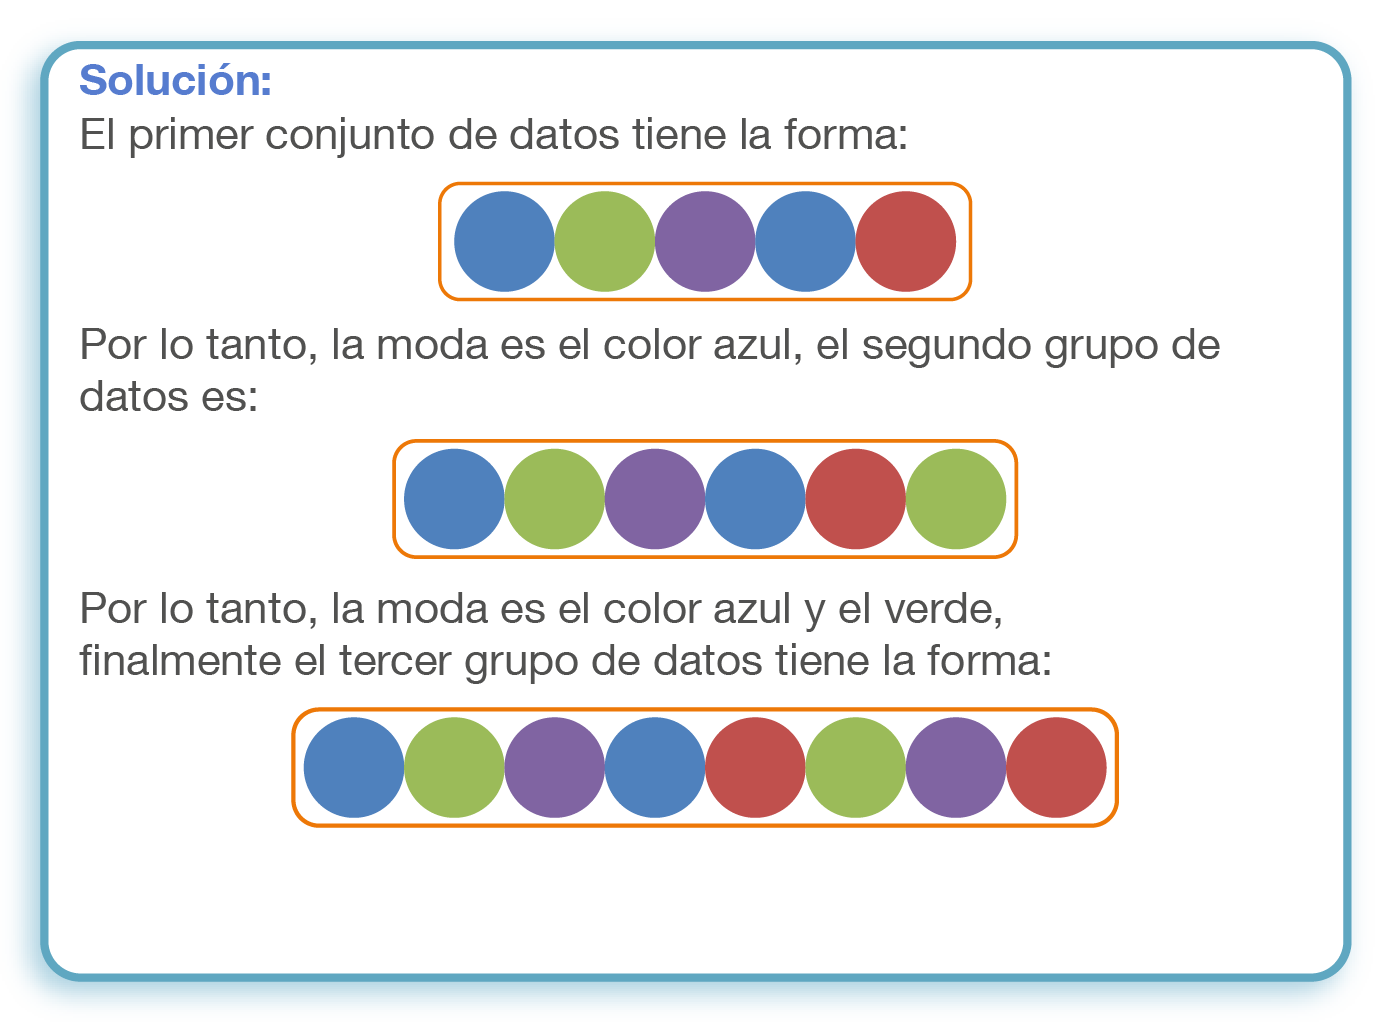 Solución:
El primer conjunto de datos tiene la forma:
Por lo tanto, la moda es el color azul, el segundo grupo de
datos es:
Por lo tanto, la moda es el color azul y el verde,
finalmente el tercer grupo de datos tiene la forma: